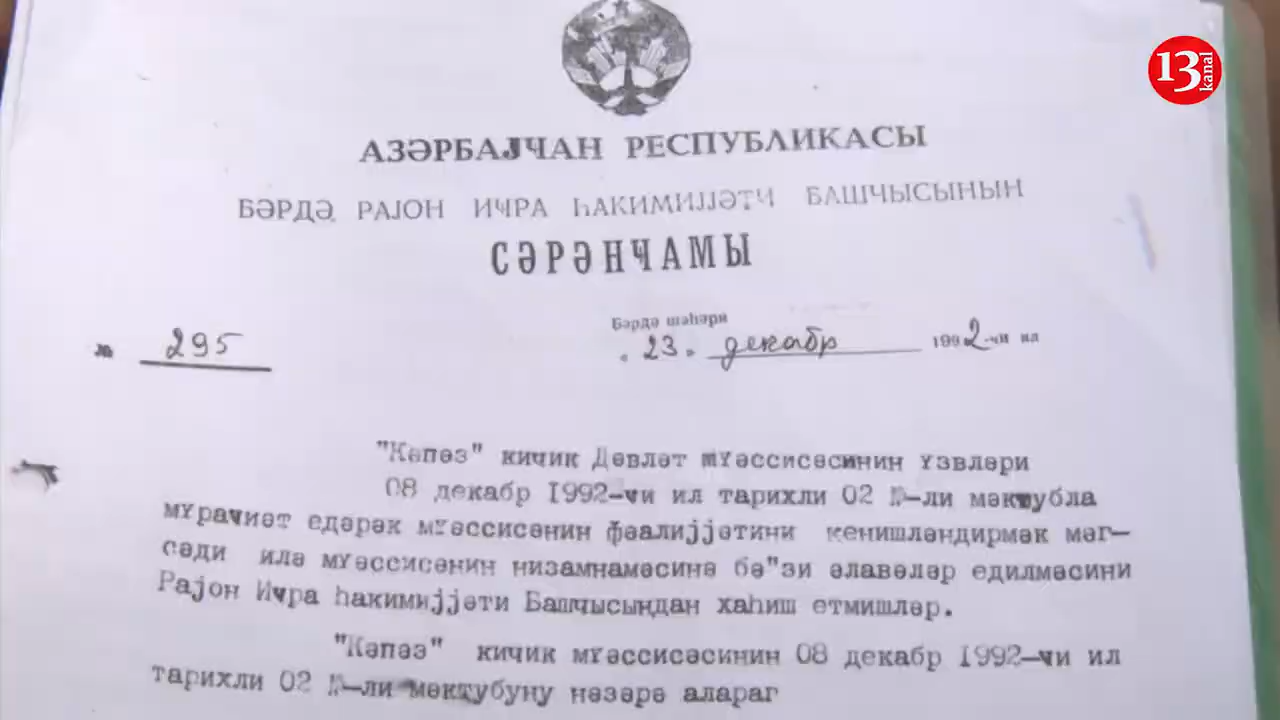 13 kanal
АЗӘРБАЈҸАН РЕСПУБЛИКАСЫ
БӘРДӘ РАЈОН ИҸРА ҺАКИМИЈЈӘТИ БАШЧЫСЫНЫН
СӘРӘНҸАМЫ
Бәрдә шәһәри
№ 295 "23" декабр 1992-чи ил
"Кәпәз" кичик Дөвләт мүәссисәсинин үзвләри
08 декабр 1992-чи ил тарихли 02 №-ли мәктубла
мүраҹиәт едәрәк мүәссисәнин фәалијјәтини кенишләндирмәк мәг-
сәди илә мүәссисәнин низамнамәсинә бә"зи әлавәләр едилмәсини
Рајон Иҹра һакимијјәти Башчысындан хаһиш етмишләр.
"Кәпәз" кичик мүәссисәсинин 08 декабр 1992-чи ил
тарихли 02 №-ли мәктубуну нәзәрә алараг